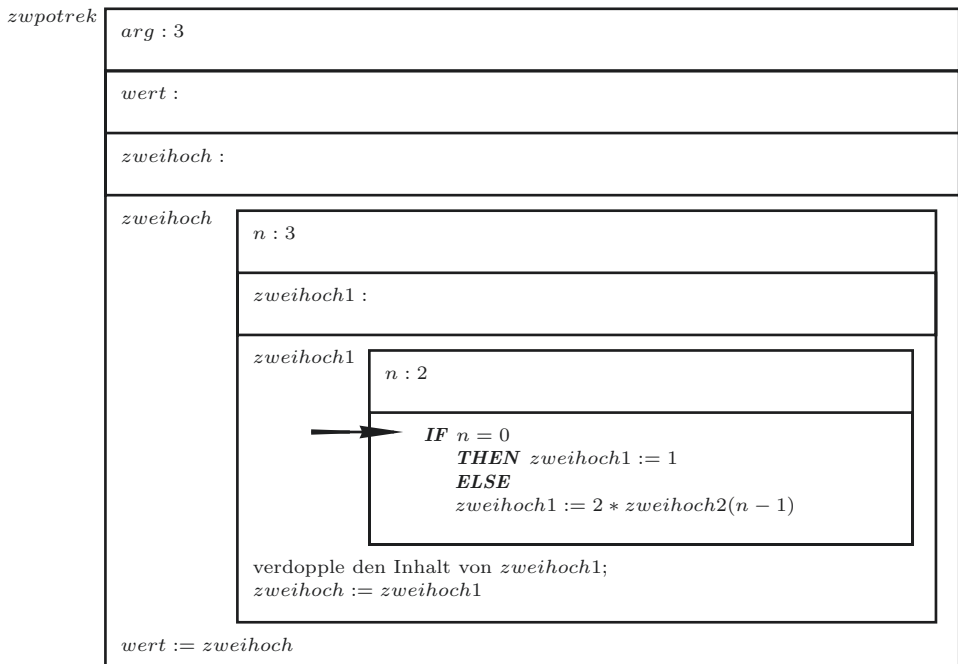 zwpotrek
arg : 3
wert :
zweihoch :
zweihoch
n : 3
zweihoch1 :
zweihoch1
n : 2
IF n = 0
THEN zweihoch1 := 1
ELSE
zweihoch1 := 2 ∗ zweihoch2(n − 1)
verdopple den Inhalt von zweihoch1;
zweihoch := zweihoch1
wert := zweihoch